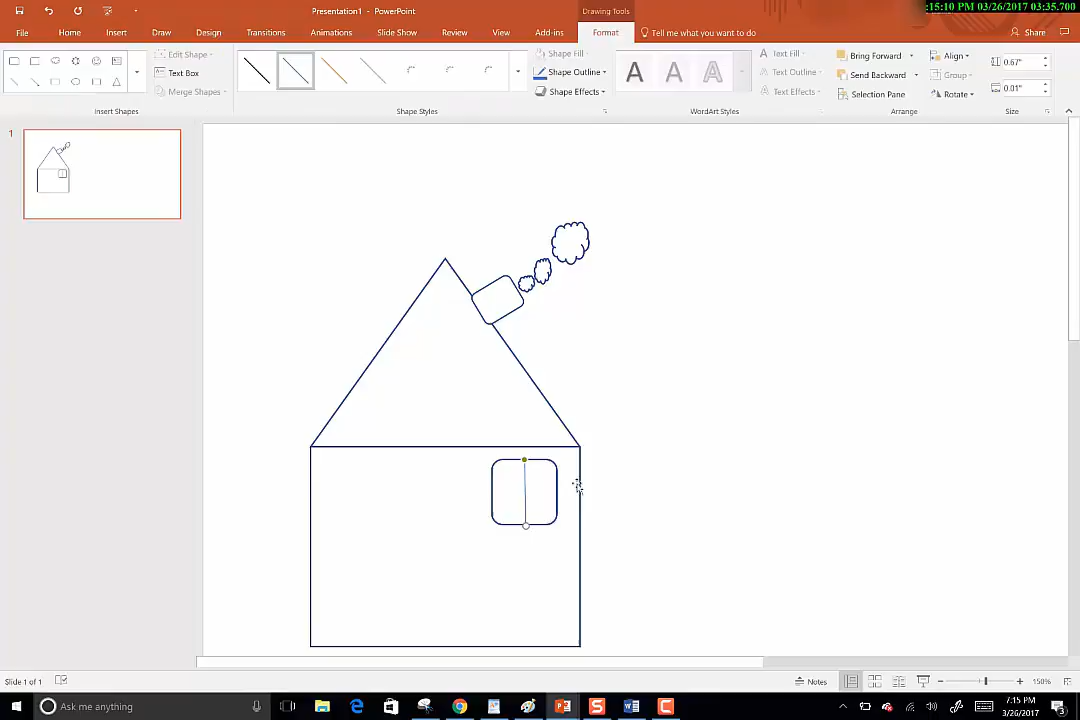 :15:10 PM 03/26/2017 03:35.700
Presentation1 - PowerPoint
Drawing Tools
File Home Insert Draw Design Transitions Animations Slide Show Review View Add-ins Format Tell me what you want to do Share
Edit Shape
Text Box
Merge Shapes
Insert Shapes
Shape Fill
Shape Outline
Shape Effects
Shape Styles
A A A
Text Fill
Text Outline
Text Effects
WordArt Styles
Bring Forward
Send Backward
Selection Pane
Align
Group
Rotate
Arrange
0.67"
0.01"
Size
1
Slide 1 of 1
Notes
150%
Ask me anything
7:15 PM
3/26/2017